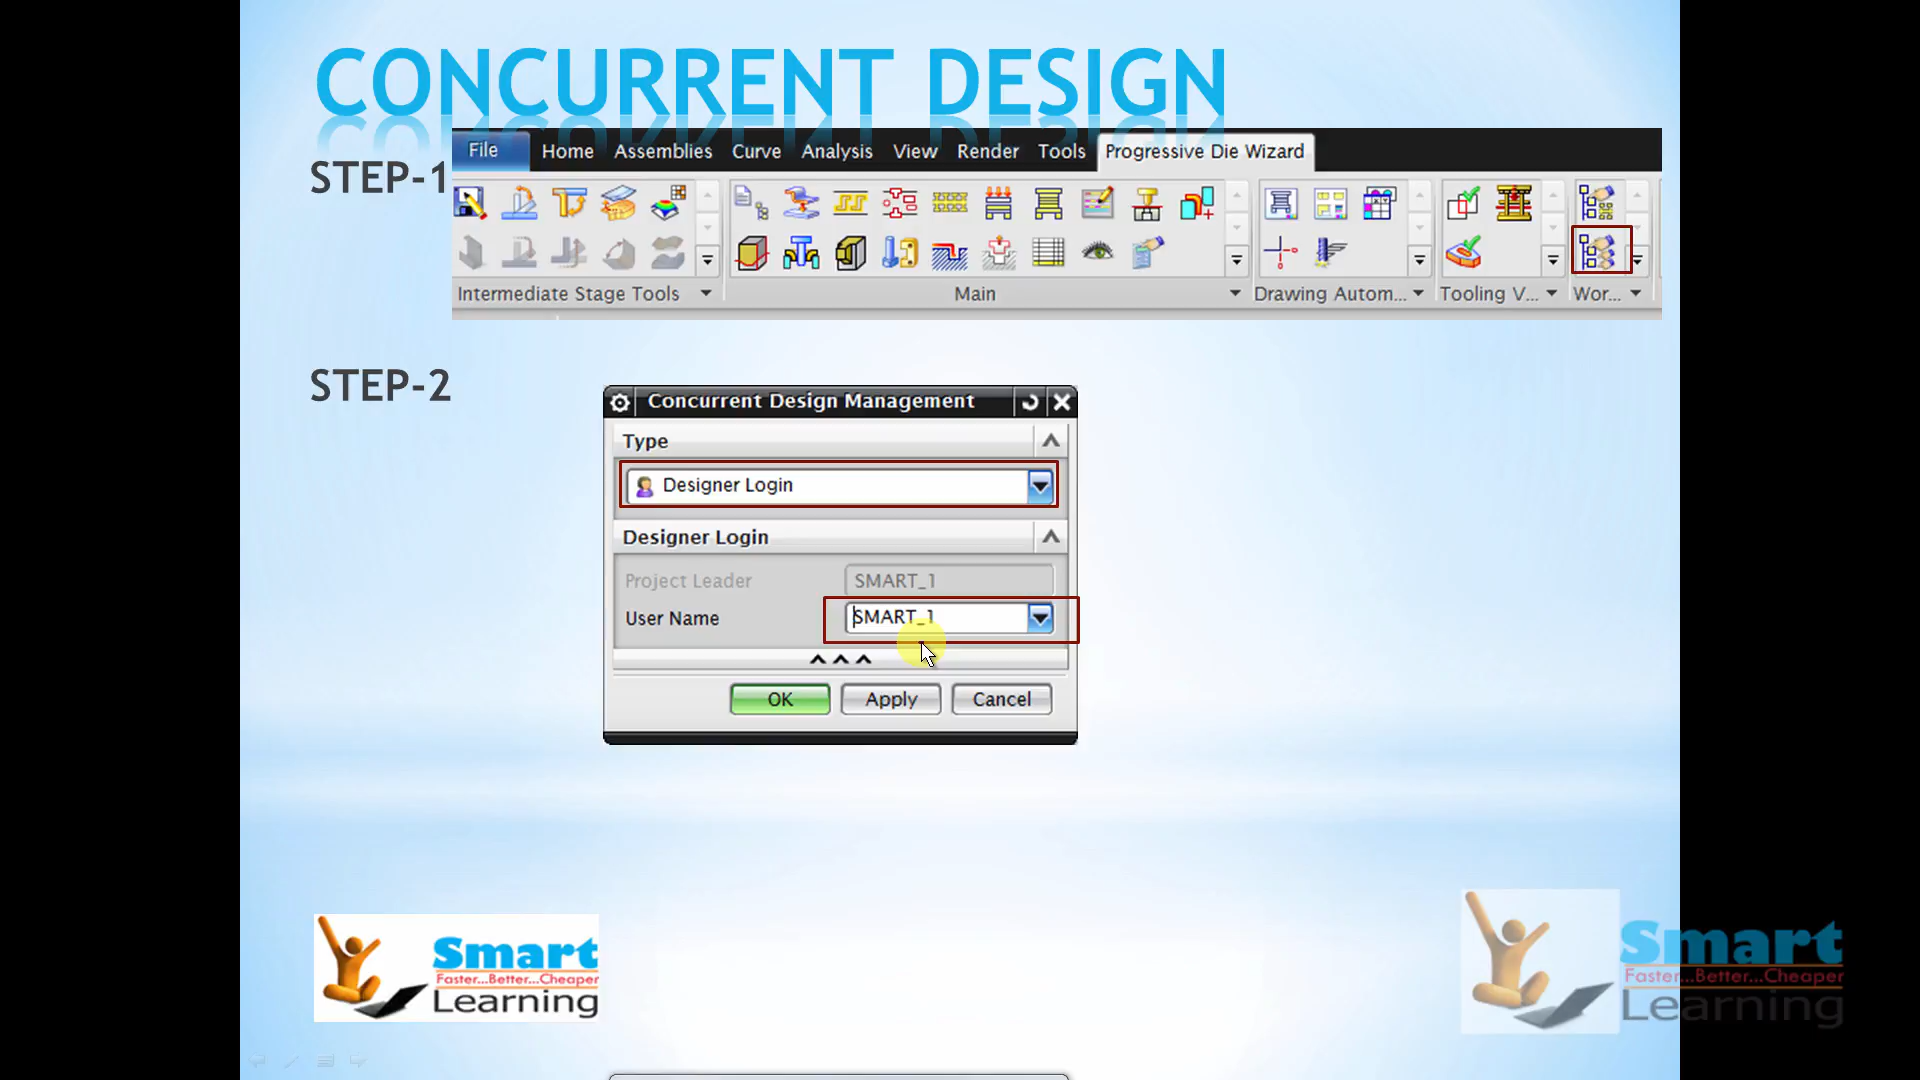 CONCURRENT DESIGN
STEP-1
File Home Assemblies Curve Analysis View Render Tools Progressive Die Wizard
Intermediate Stage Tools Main Drawing Autom... Tooling V... Wor...
STEP-2
Concurrent Design Management
Type
Designer Login
Designer Login
Project Leader SMART_1
User Name SMART_1
OK Apply Cancel
Smart
Faster...Better...Cheaper
Learning
Smart
Faster...Better...Cheaper
Learning